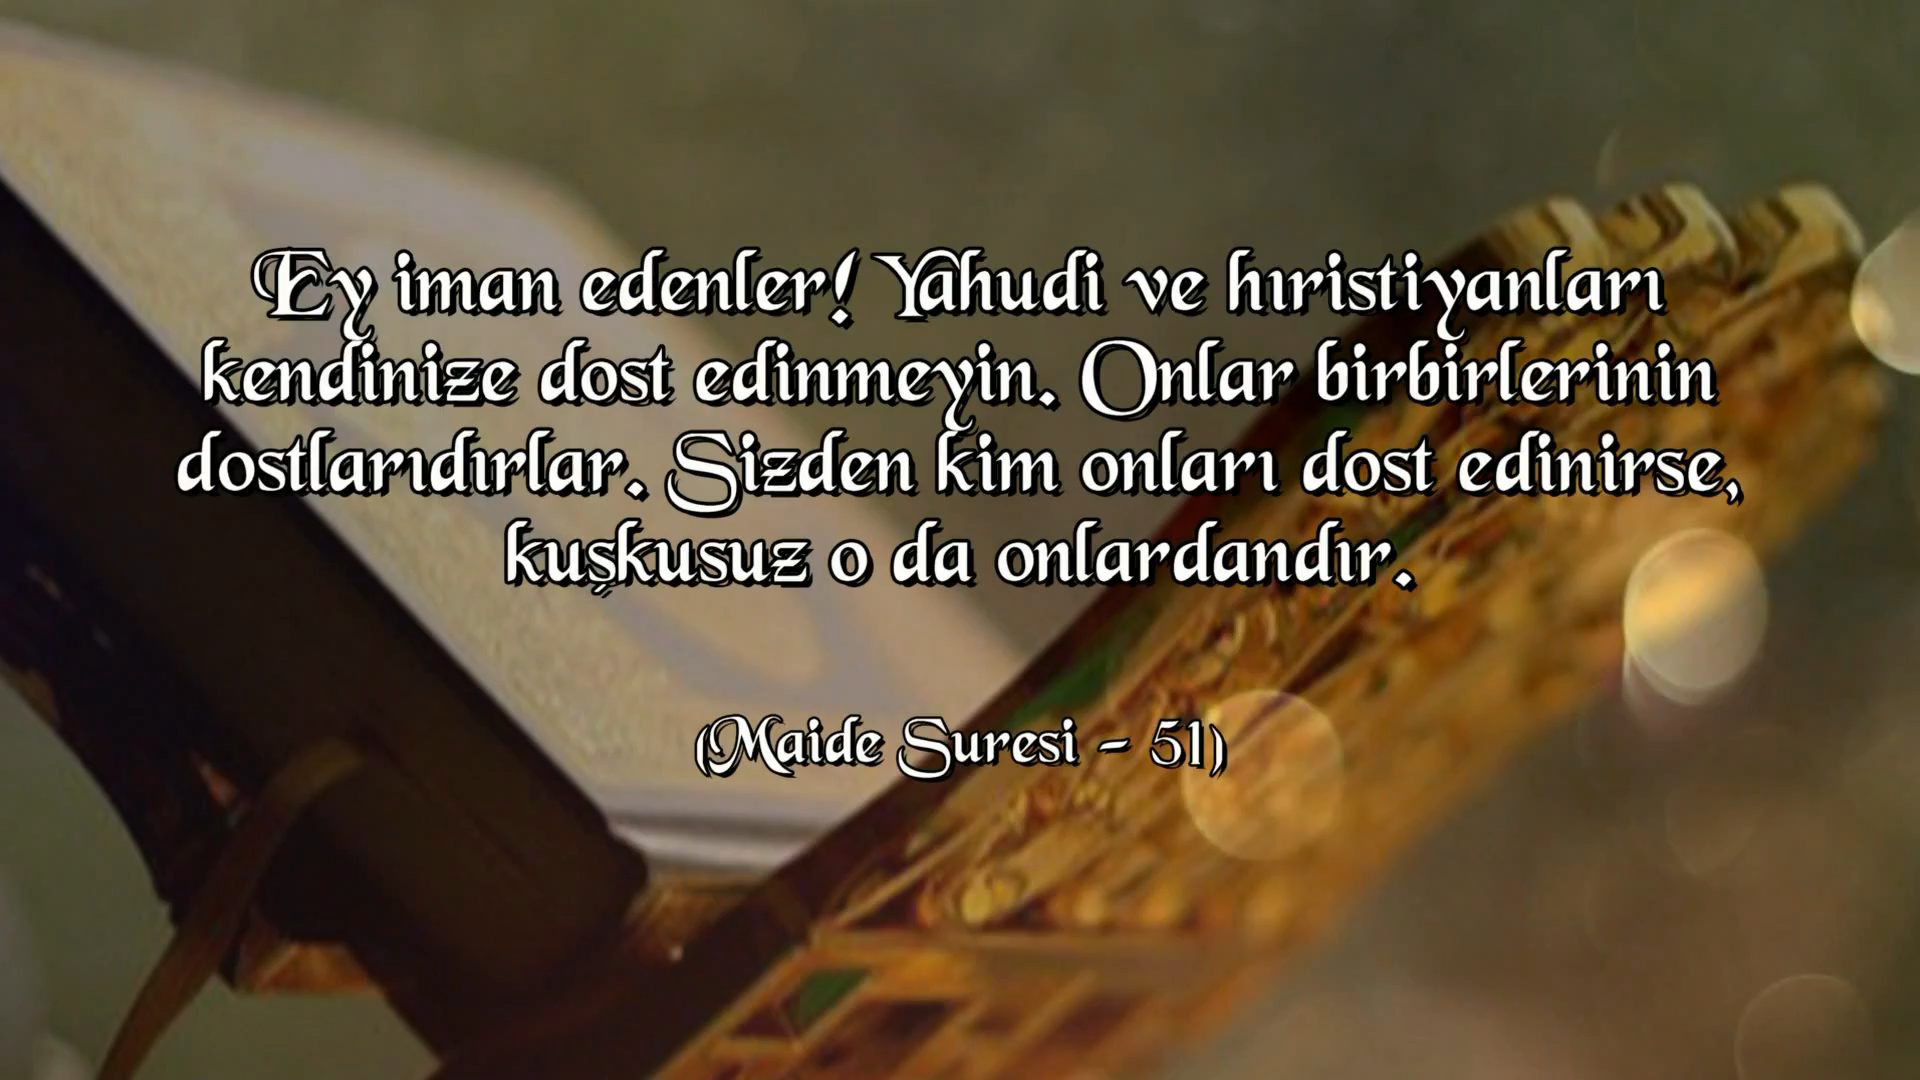 Ey iman edenler! Yahudi ve hıristiyanları
kendinize dost edinmeyin. Onlar birbirlerinin
dostlarıdırlar. Sizden kim onları dost edinirse,
kuşkusuz o da onlardandır.
(Maide Suresi - 51)